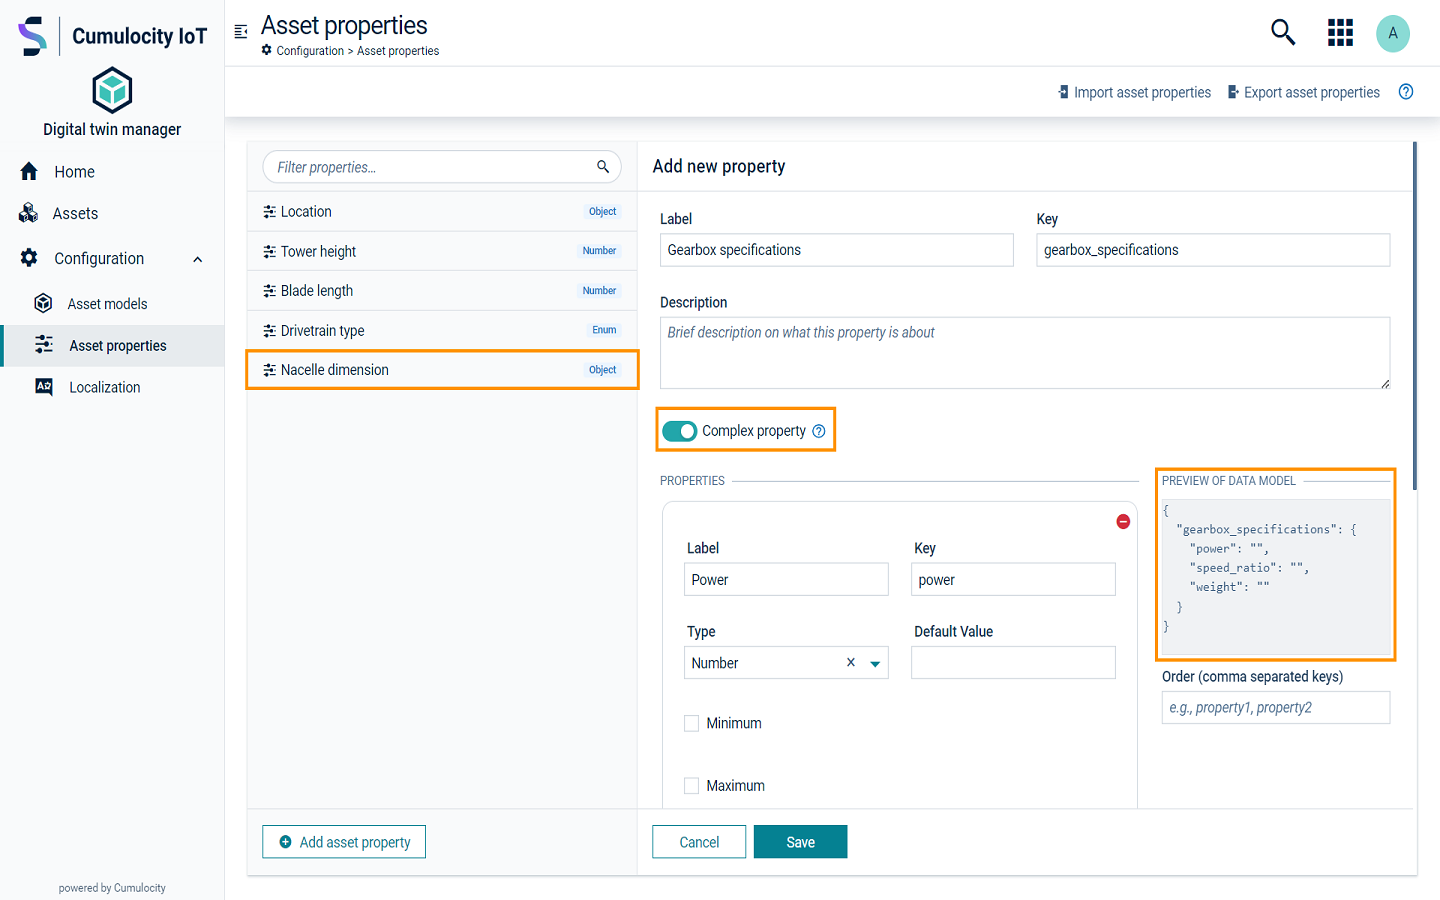 Cumulocity IoT
Digital twin manager
Home
Assets
Configuration
Asset models
Asset properties
Localization
powered by Cumulocity
Asset properties
Configuration > Asset properties
A
Import asset properties
Export asset properties
Filter properties...
Location Object
Tower height Number
Blade length Number
Drivetrain type Enum
Nacelle dimension Object
Add asset property
Add new property
Label Key
Gearbox specifications gearbox_specifications
Description
Brief description on what this property is about
Complex property
PROPERTIES
Label Key
Power power
Type Default Value
Number
Minimum
Maximum
PREVIEW OF DATA MODEL
{
"gearbox_specifications": {
"power": "",
"speed_ratio": "",
"weight": ""
}
}
Order (comma separated keys)
e.g., property1, property2
Cancel Save